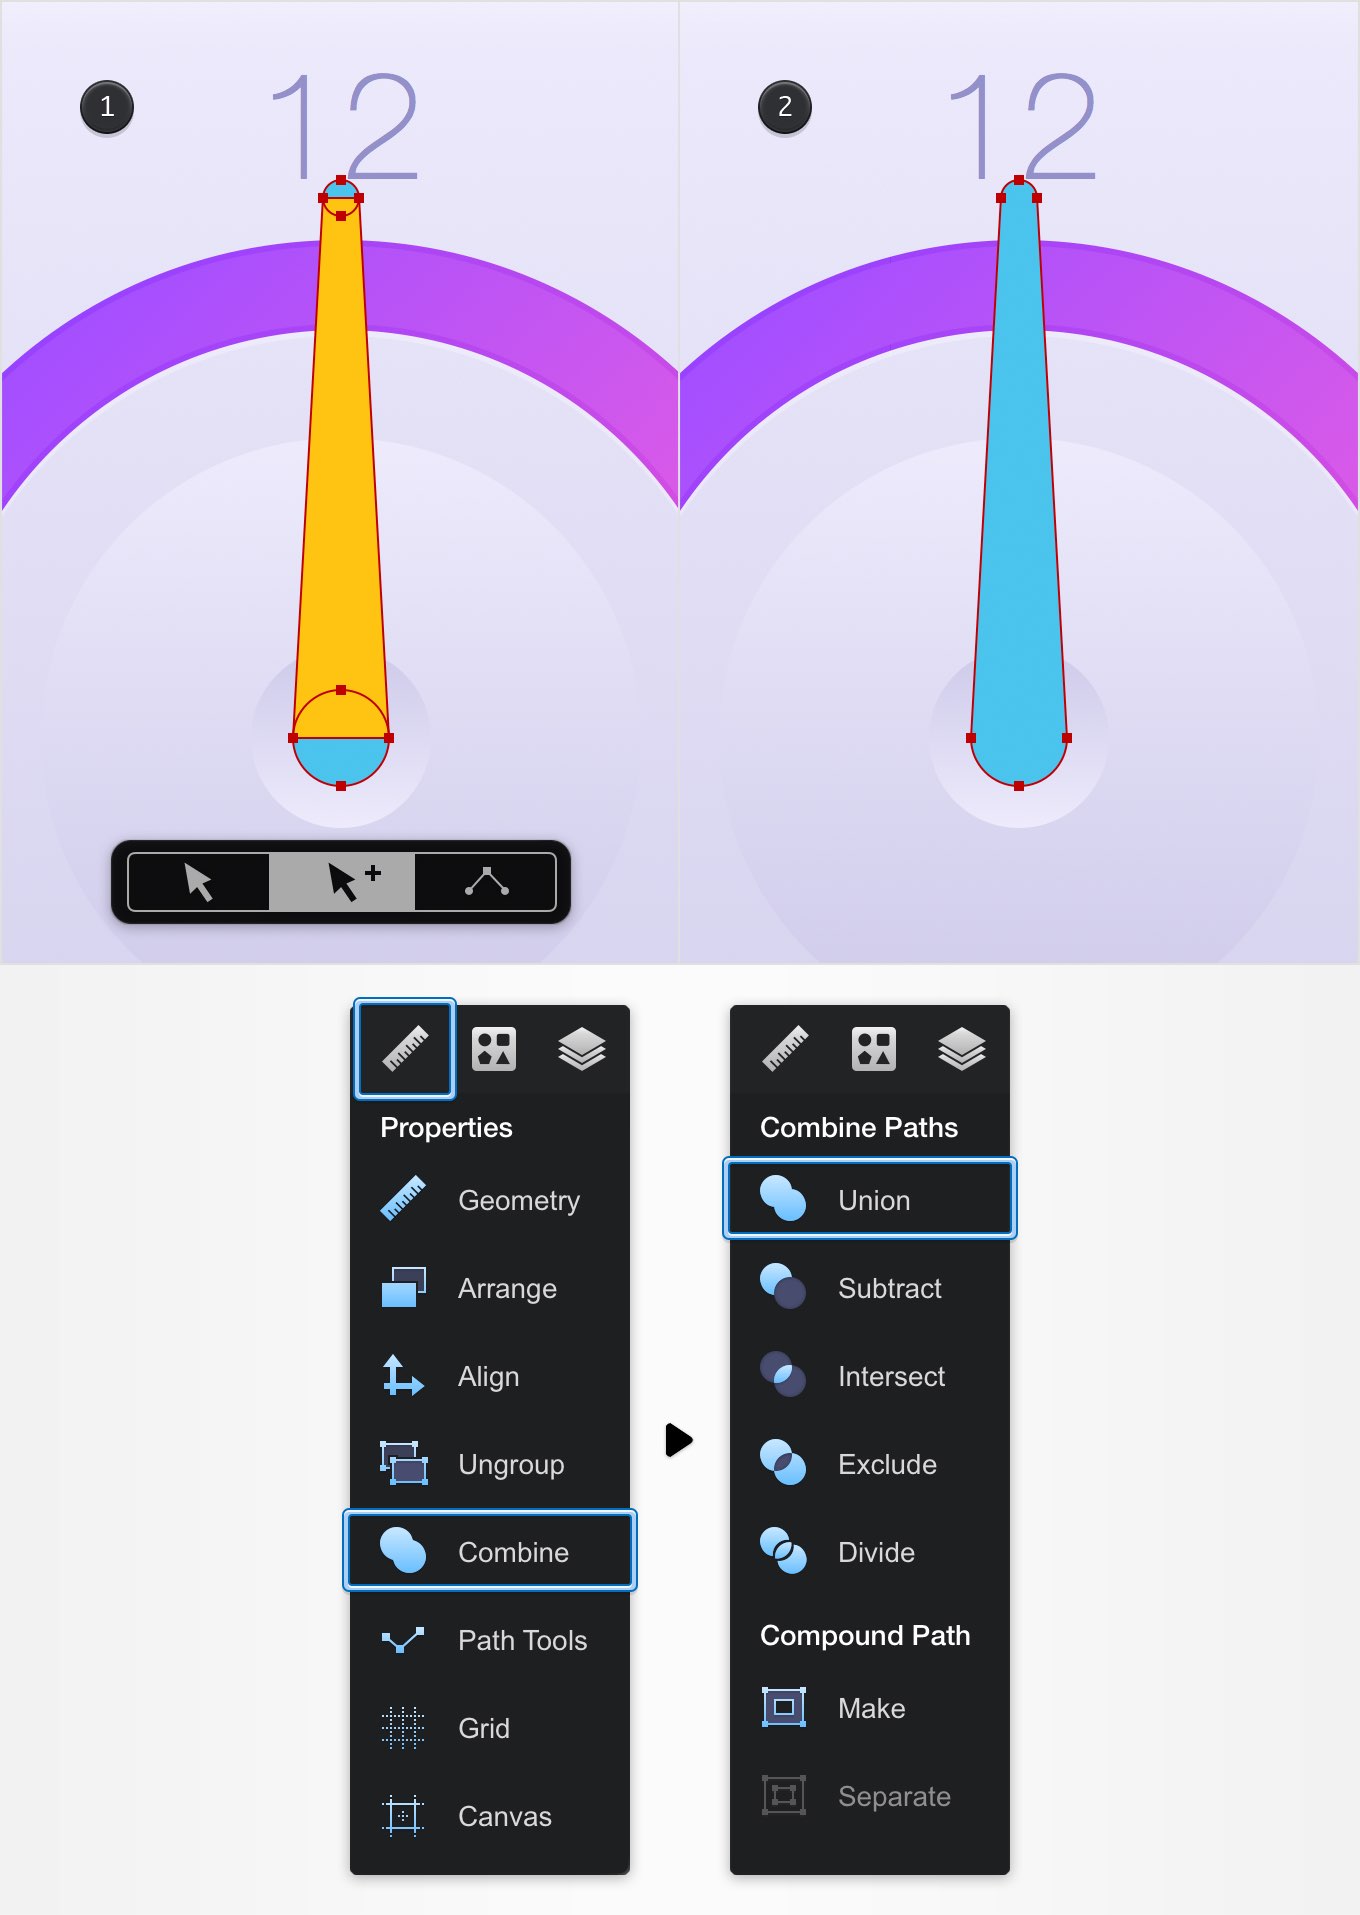 1
12
2
12
Properties
Geometry
Arrange
Align
Ungroup
Combine
Path Tools
Grid
Canvas
Combine Paths
Union
Subtract
Intersect
Exclude
Divide
Compound Path
Make
Separate